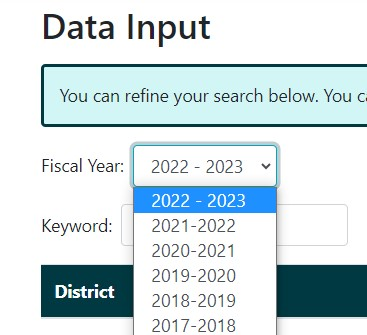 Data Input
You can refine your search below. You
Fiscal Year: 2022 - 2023
2022 - 2023
2021-2022
Keyword:
2020-2021
2019-2020
District
2018-2019
2017-2018